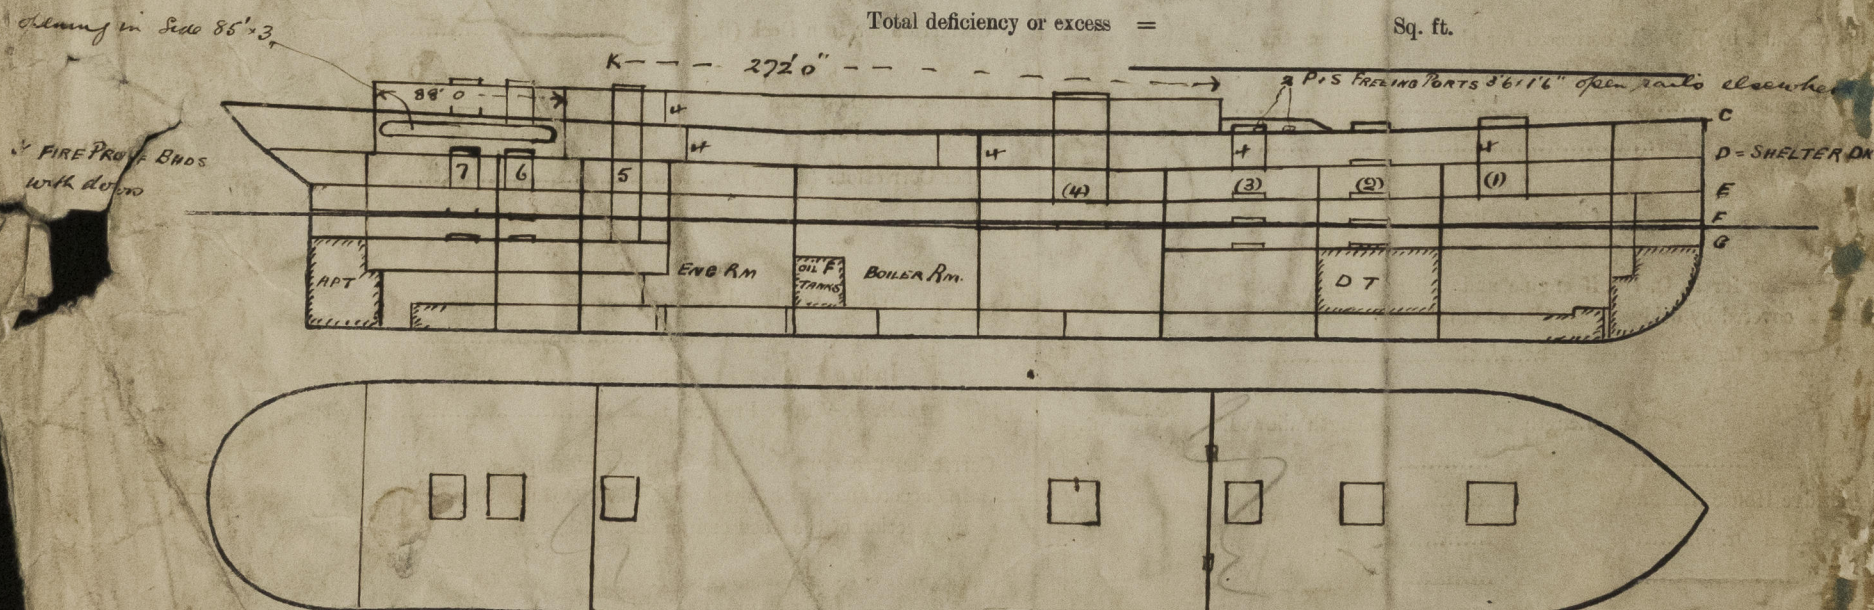 opening in Side 85'×3,
Total deficiency or excess = Sq. ft.
K 272'0"
2 P+S FREEING PORTS 3'6×1'6" open rails elsewher
88' 0
4
C
FIRE PROOF BHDS
with doors
7 6 5 4 4 (4) 4 (3) (2) 4 (1)
D = SHELTER DK
E
F
G
APT
ENG RM
OIL F
TANKS
BOILER RM.
D T